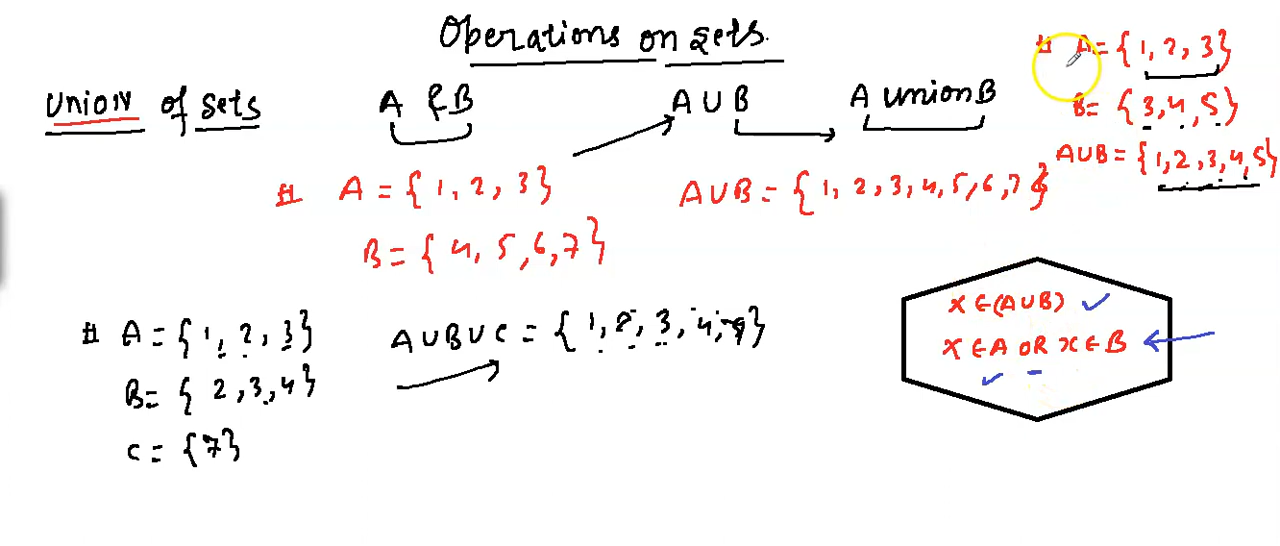 Operations on sets.
# A = { 1, 2, 3 }
B = { 3, 4, 5 }
A U B = { 1, 2, 3, 4, 5 }
UNION of sets
A & B
A U B
A union B
# A = { 1, 2, 3 }
A U B = { 1, 2, 3, 4, 5, 6, 7 }
B = { 4, 5, 6, 7 }
x ∈ (A U B)
x ∈ A OR x ∈ B
# A = { 1, 2, 3 }
A U B U C = { 1, 2, 3, 4, 7 }
B = { 2, 3, 4 }
C = { 7 }